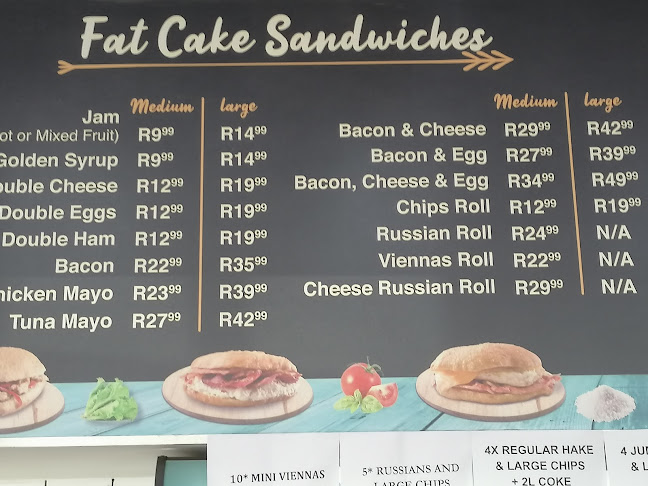 Fat Cake Sandwiches
Medium large
Jam
Mixed Fruit) R9⁹⁹ R14⁹⁹
Golden Syrup R9⁹⁹ R14⁹⁹
Cheese R12⁹⁹ R19⁹⁹
Double Eggs R12⁹⁹ R19⁹⁹
Double Ham R12⁹⁹ R19⁹⁹
Bacon R22⁹⁹ R35⁹⁹
Mayo R23⁹⁹ R39⁹⁹
Tuna Mayo R27⁹⁹ R42⁹⁹
Medium large
Bacon & Cheese R29⁹⁹ R42⁹⁹
Bacon & Egg R27⁹⁹ R39⁹⁹
Bacon, Cheese & Egg R34⁹⁹ R49⁹⁹
Chips Roll R12⁹⁹ R19⁹⁹
Russian Roll R24⁹⁹ N/A
Viennas Roll R22⁹⁹ N/A
Cheese Russian Roll R29⁹⁹ N/A
10* MINI VIENNAS
5* RUSSIANS AND
LARGE CHIPS
4X REGULAR HAKE
& LARGE CHIPS
+ 2L COKE
4
&